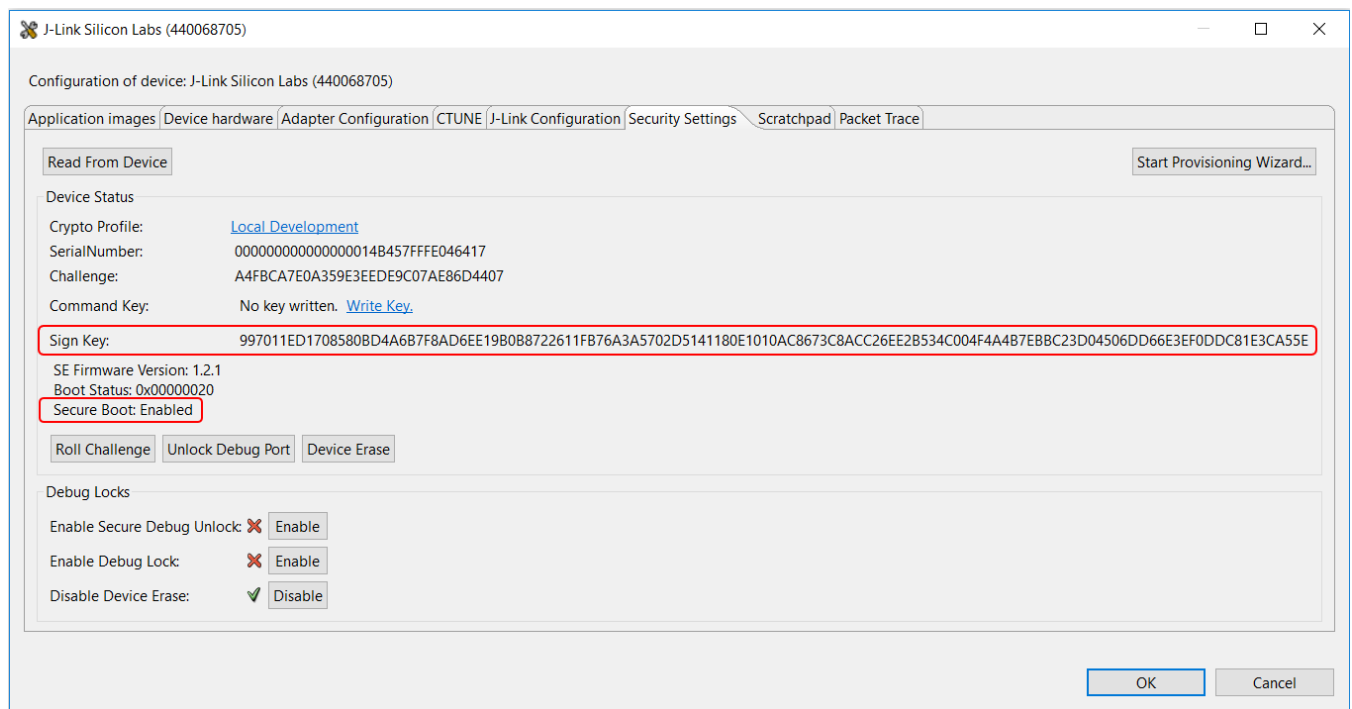 J-Link Silicon Labs (440068705)
Configuration of device: J-Link Silicon Labs (440068705)
Application images Device hardware Adapter Configuration CTUNE J-Link Configuration Security Settings Scratchpad Packet Trace
Read From Device Start Provisioning Wizard...
Device Status
Crypto Profile: Local Development
SerialNumber: 000000000000000014B457FFFE046417
Challenge: A4FBCA7E0A359E3EEDE9C07AE86D4407
Command Key: No key written. Write Key.
Sign Key: 997011ED1708580BD4A6B7F8AD6EE19B0B8722611FB76A3A5702D5141180E1010AC8673C8ACC26EE2B534C004F4A4B7EBBC23D04506DD66E3EF0DDC81E3CA55E
SE Firmware Version: 1.2.1
Boot Status: 0x00000020
Secure Boot: Enabled
Roll Challenge Unlock Debug Port Device Erase
Debug Locks
Enable Secure Debug Unlock: Enable
Enable Debug Lock: Enable
Disable Device Erase: Disable
OK Cancel